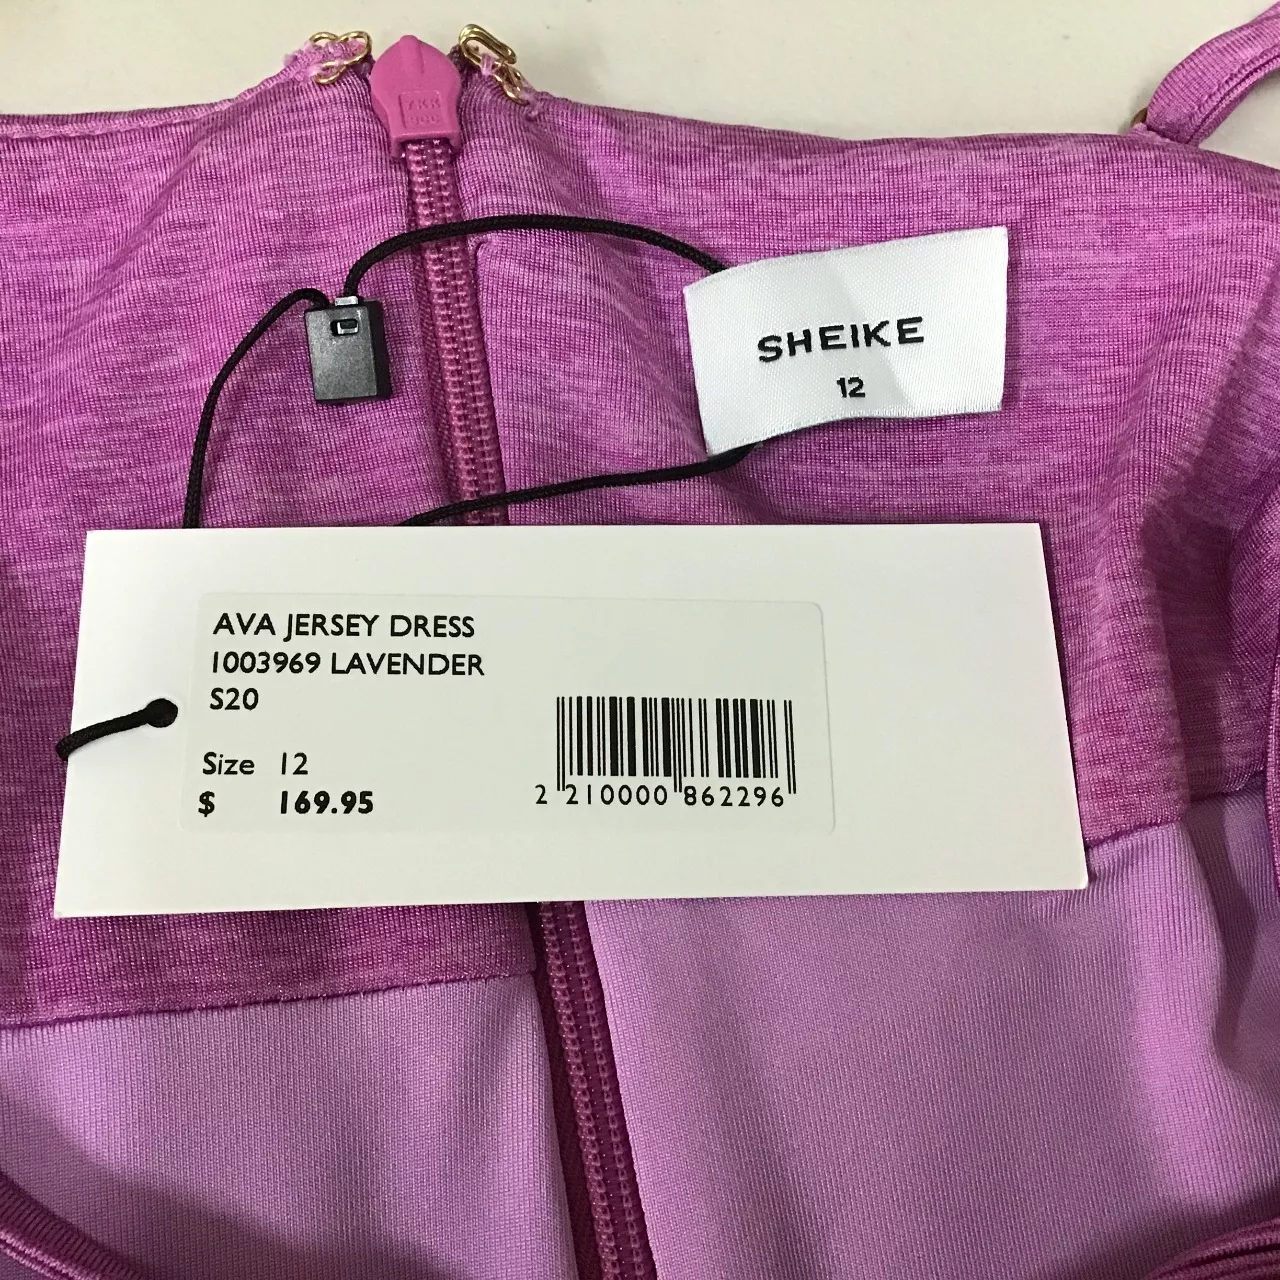 SHEIKE
12
AVA JERSEY DRESS
1003969 LAVENDER
S20
Size 12
$ 169.95
2 210000 862296